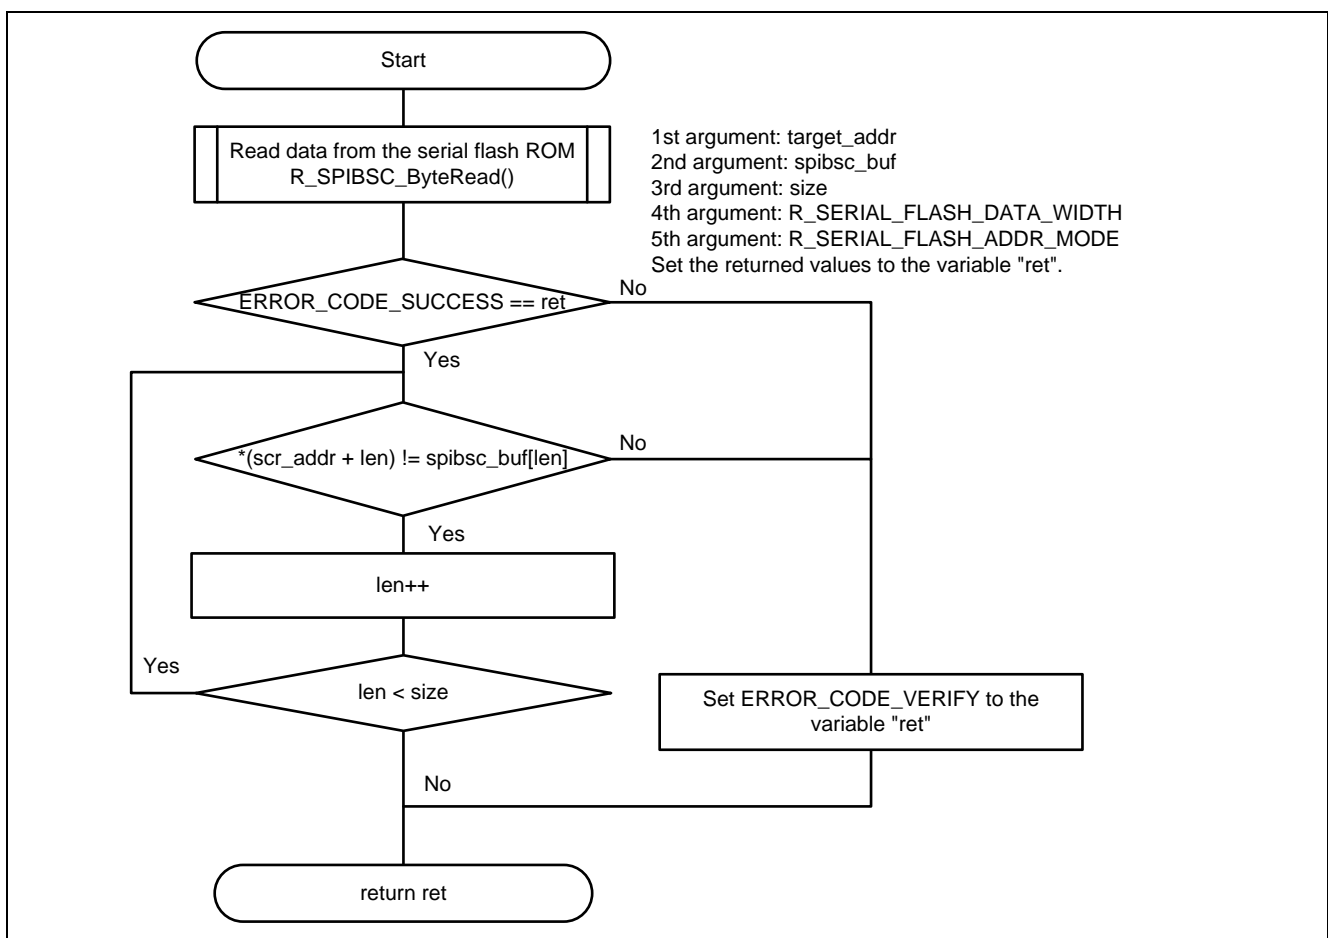 Start
Read data from the serial flash ROM
R_SPIBSC_ByteRead()
1st argument: target_addr
2nd argument: spibsc_buf
3rd argument: size
4th argument: R_SERIAL_FLASH_DATA_WIDTH
5th argument: R_SERIAL_FLASH_ADDR_MODE
Set the returned values to the variable "ret".
ERROR_CODE_SUCCESS == ret
No
Yes
*(scr_addr + len) != spibsc_buf[len]
No
Yes
len++
Yes
len < size
Set ERROR_CODE_VERIFY to the
variable "ret"
No
return ret